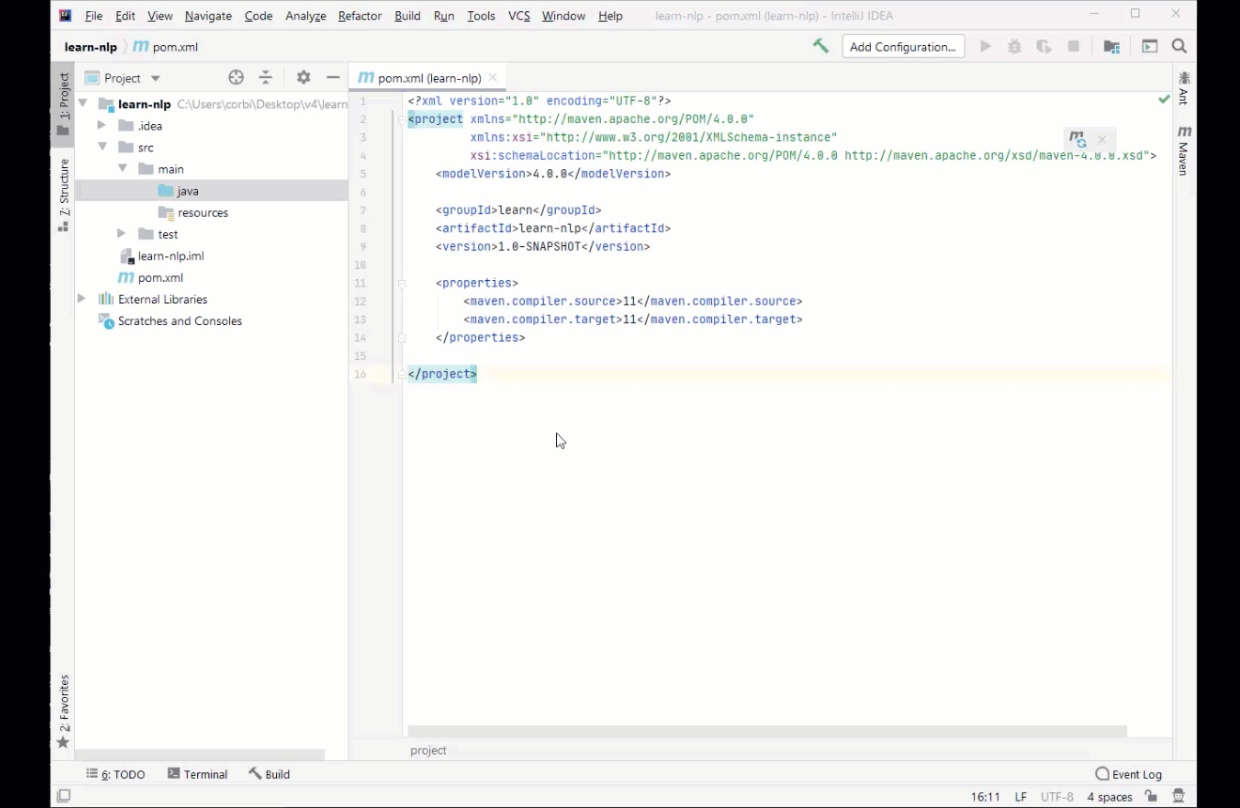 File Edit View Navigate Code Analyze Refactor Build Run Tools VCS Window Help learn-nlp - pom.xml (learn-nlp) - IntelliJ IDEA
learn-nlp m pom.xml Add Configuration...
1: Project
Z: Structure
2: Favorites
Project
learn-nlp C:\Users\corbi\Desktop\v4\learn
.idea
src
main
java
resources
test
learn-nlp.iml
m pom.xml
External Libraries
Scratches and Consoles
m pom.xml (learn-nlp)
1 <?xml version="1.0" encoding="UTF-8"?>
2 <project xmlns="http://maven.apache.org/POM/4.0.0"
3 xmlns:xsi="http://www.w3.org/2001/XMLSchema-instance"
4 xsi:schemaLocation="http://maven.apache.org/POM/4.0.0 http://maven.apache.org/xsd/maven-4.0.0.xsd">
5 <modelVersion>4.0.0</modelVersion>
6
7 <groupId>learn</groupId>
8 <artifactId>learn-nlp</artifactId>
9 <version>1.0-SNAPSHOT</version>
10
11 <properties>
12 <maven.compiler.source>11</maven.compiler.source>
13 <maven.compiler.target>11</maven.compiler.target>
14 </properties>
15
16 </project>
m
Ant
m Maven
project
6: TODO Terminal Build Event Log
16:11 LF UTF-8 4 spaces